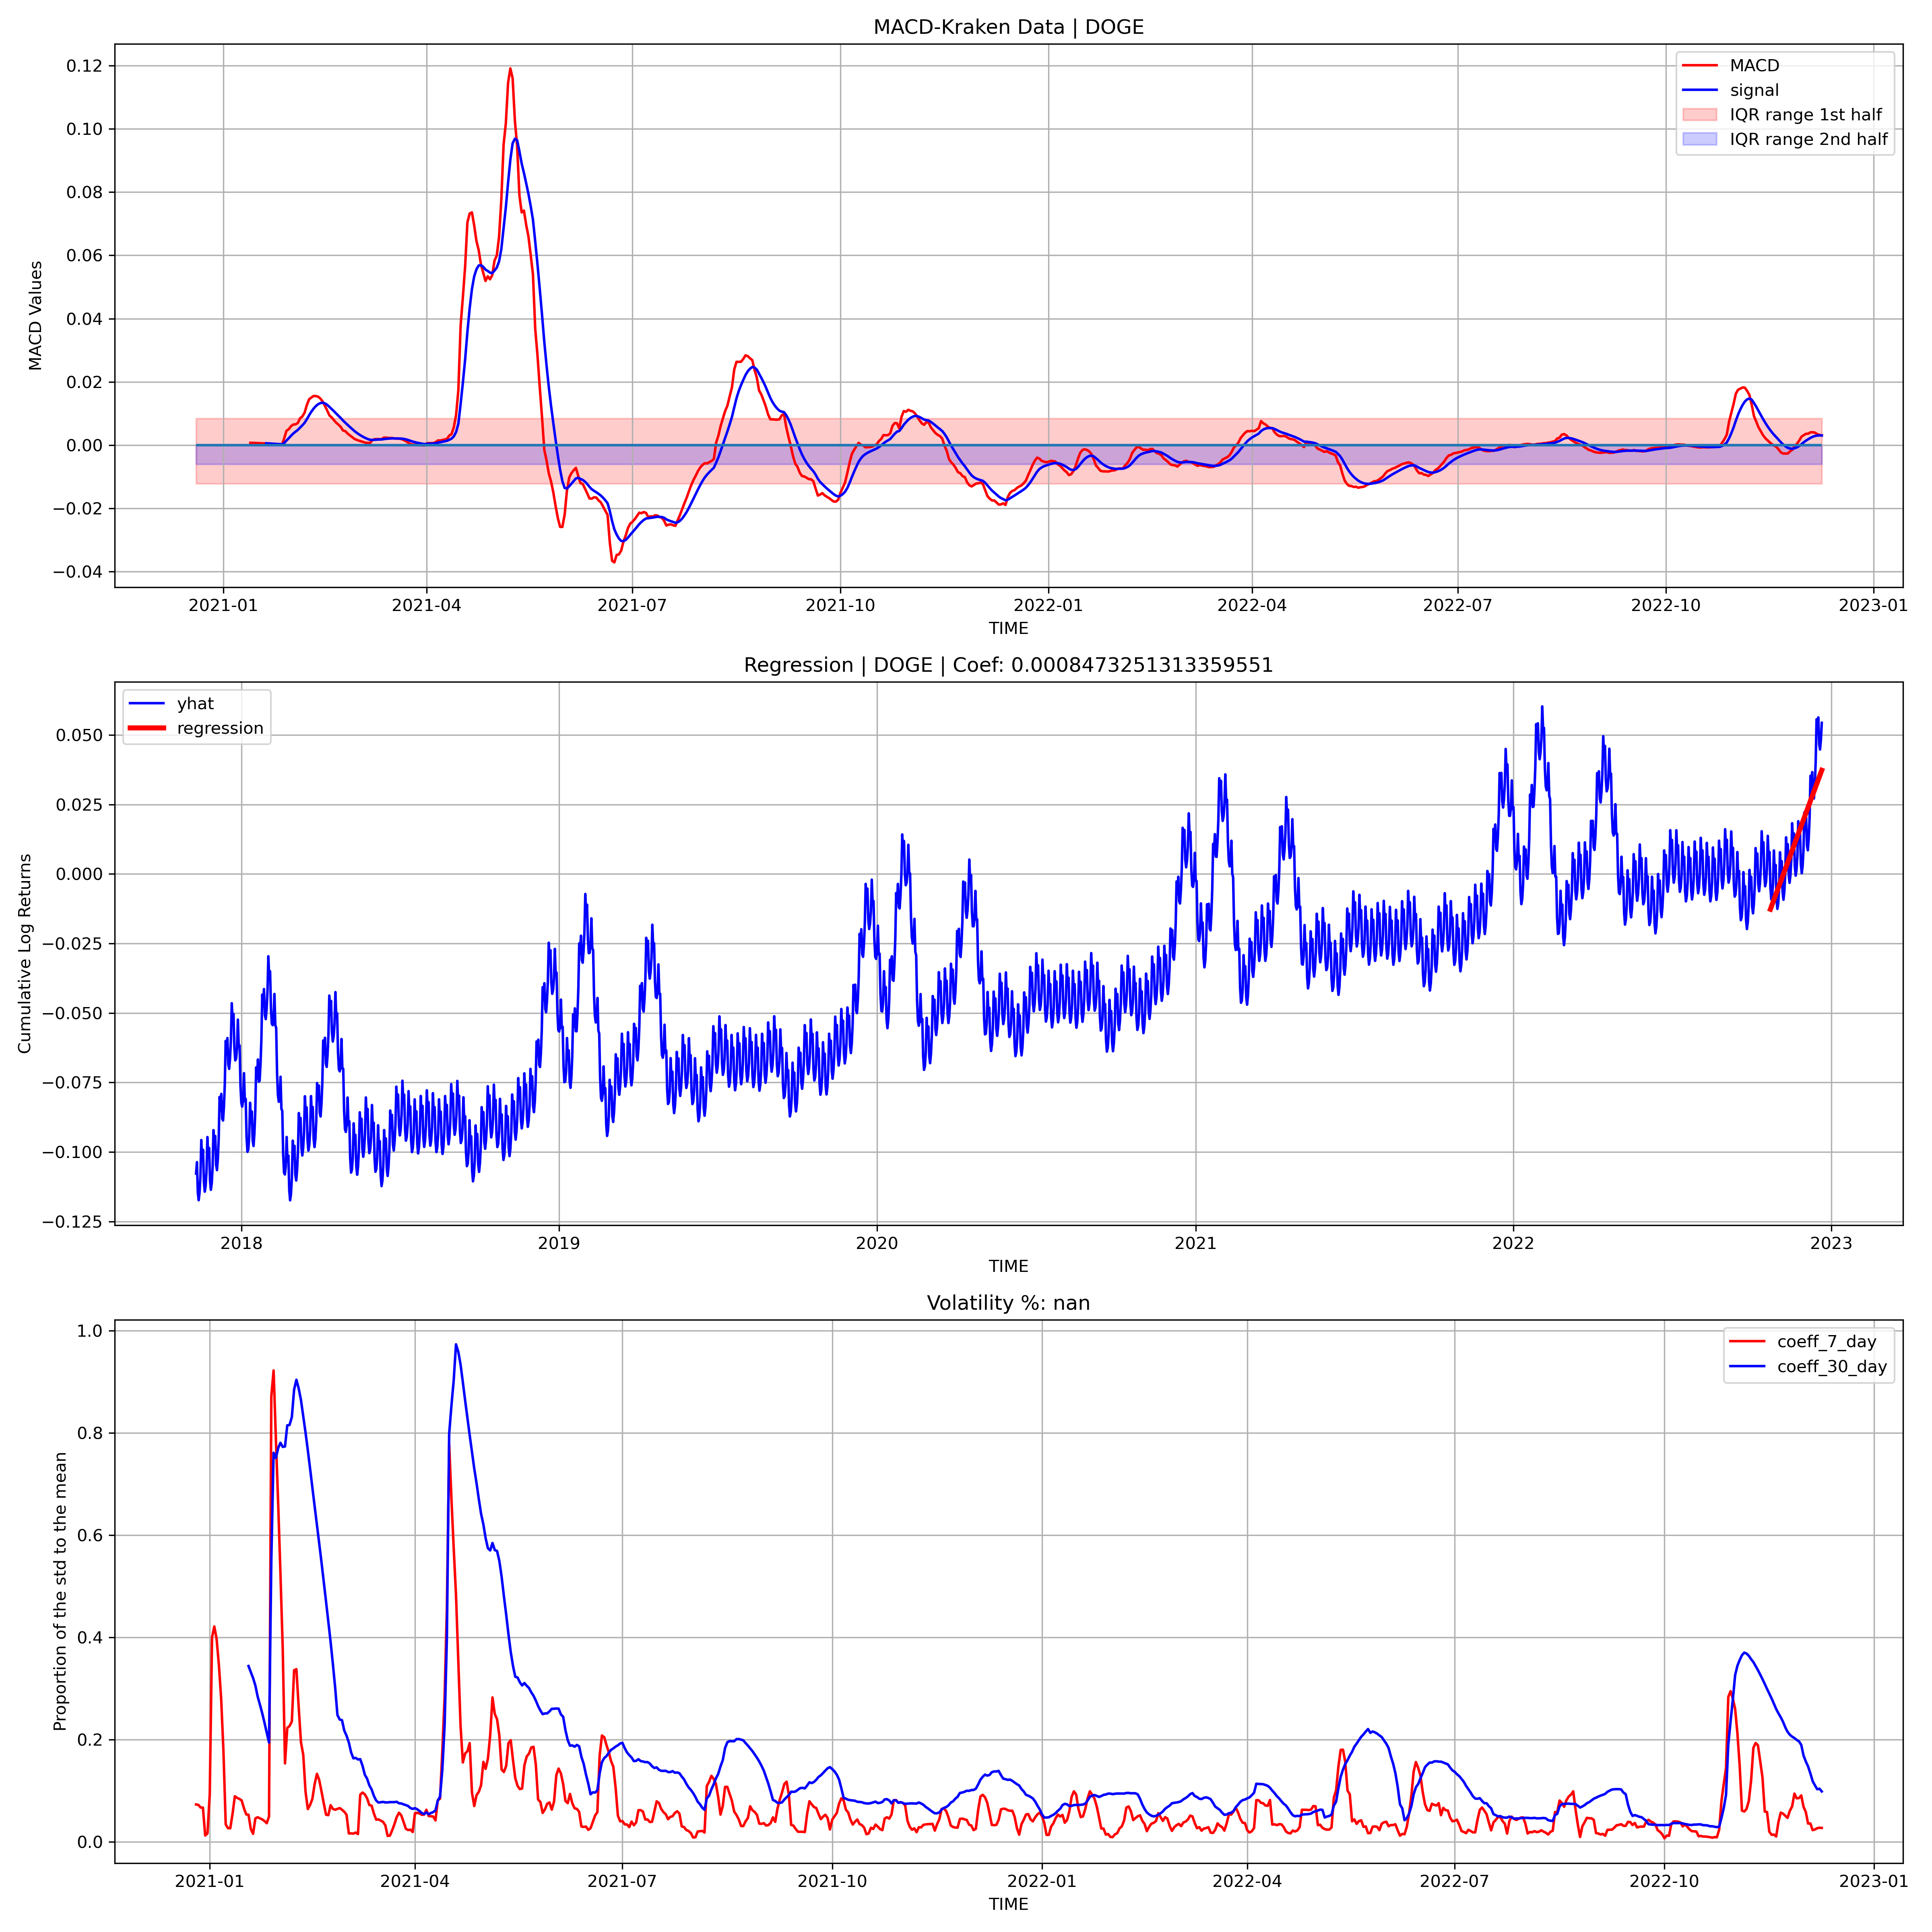 MACD-Kraken Data | DOGE
MACD Values
0.12
0.10
0.08
0.06
0.04
0.02
0.00
−0.02
−0.04
MACD
signal
IQR range 1st half
IQR range 2nd half
2021-01 2021-04 2021-07 2021-10 2022-01 2022-04 2022-07 2022-10 2023-01
TIME
Regression | DOGE | Coef: 0.0008473251313359551
Cumulative Log Returns
0.050
0.025
0.000
−0.025
−0.050
−0.075
−0.100
−0.125
yhat
regression
2018 2019 2020 2021 2022 2023
TIME
Volatility %: nan
Proportion of the std to the mean
1.0
0.8
0.6
0.4
0.2
0.0
coeff_7_day
coeff_30_day
2021-01 2021-04 2021-07 2021-10 2022-01 2022-04 2022-07 2022-10 2023-01
TIME